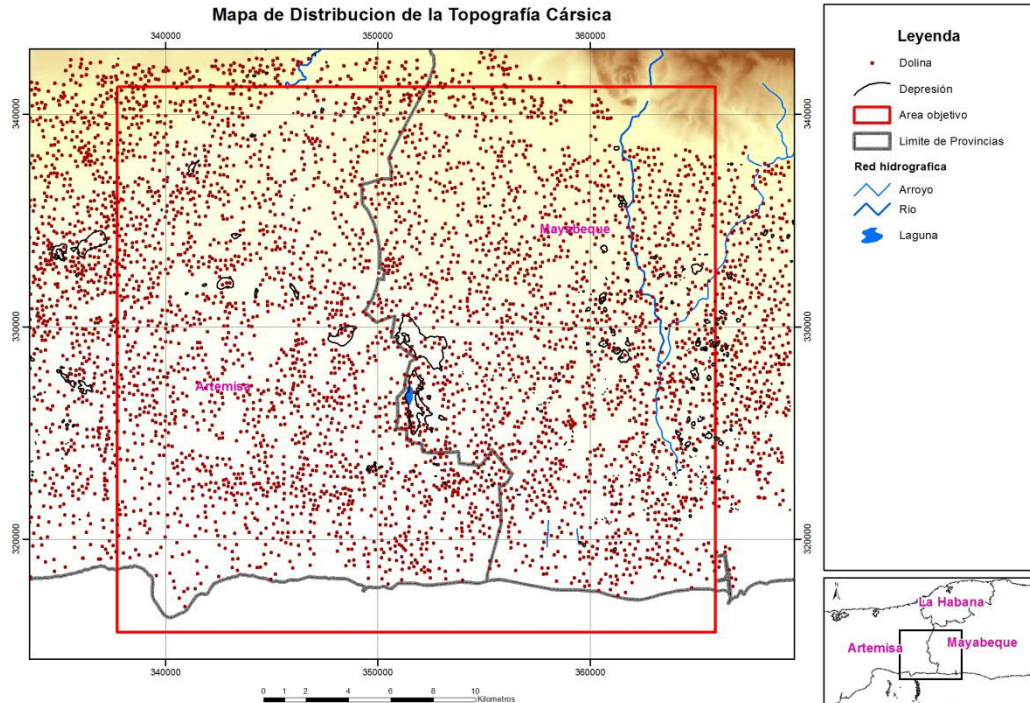 Mapa de Distribucion de la Topografía Cársica
340000 350000 360000
340000 340000
330000 330000
320000 320000
340000 350000 360000
Mayabeque
Artemisa
0 1 2 4 6 8 10
Kilometros
Leyenda
Dolina
Depresión
Area objetivo
Limite de Provincias
Red hidrografica
Arroyo
Rio
Laguna
N
La Habana
Artemisa
Mayabeque